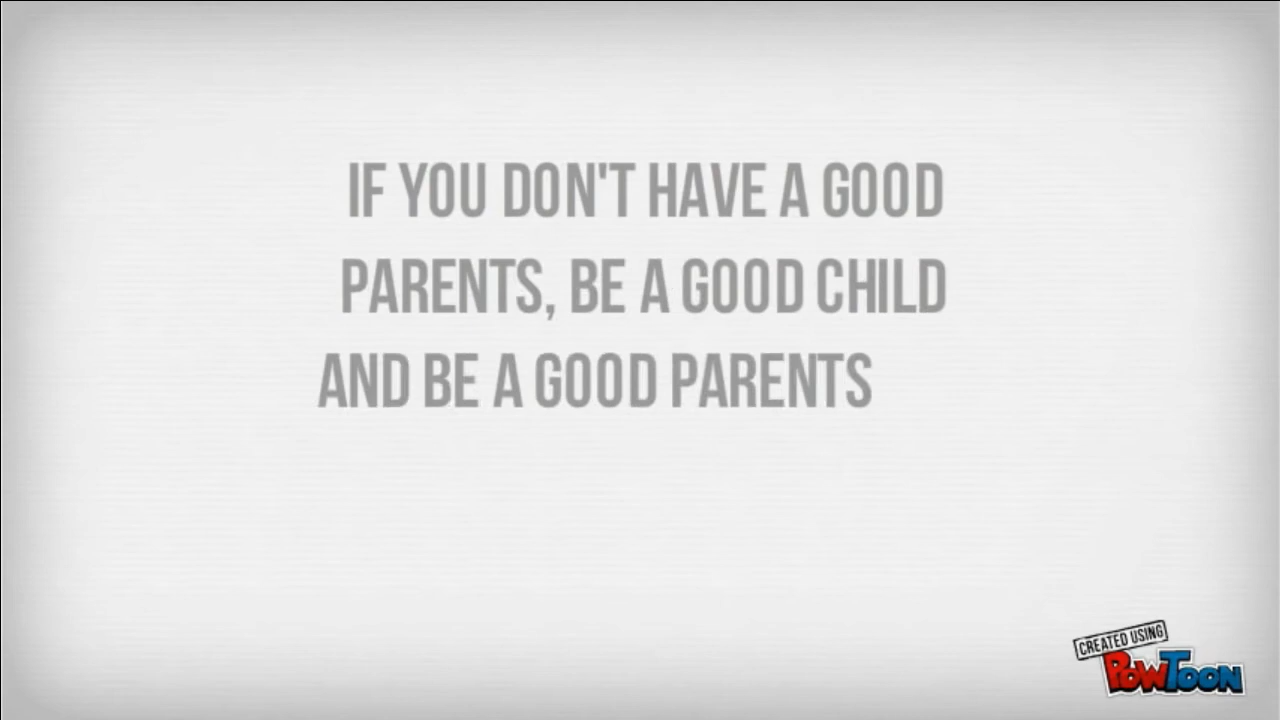 IF YOU DON'T HAVE A GOOD
PARENTS, BE A GOOD CHILD
AND BE A GOOD PARENTS
CREATED USING
POWTOON